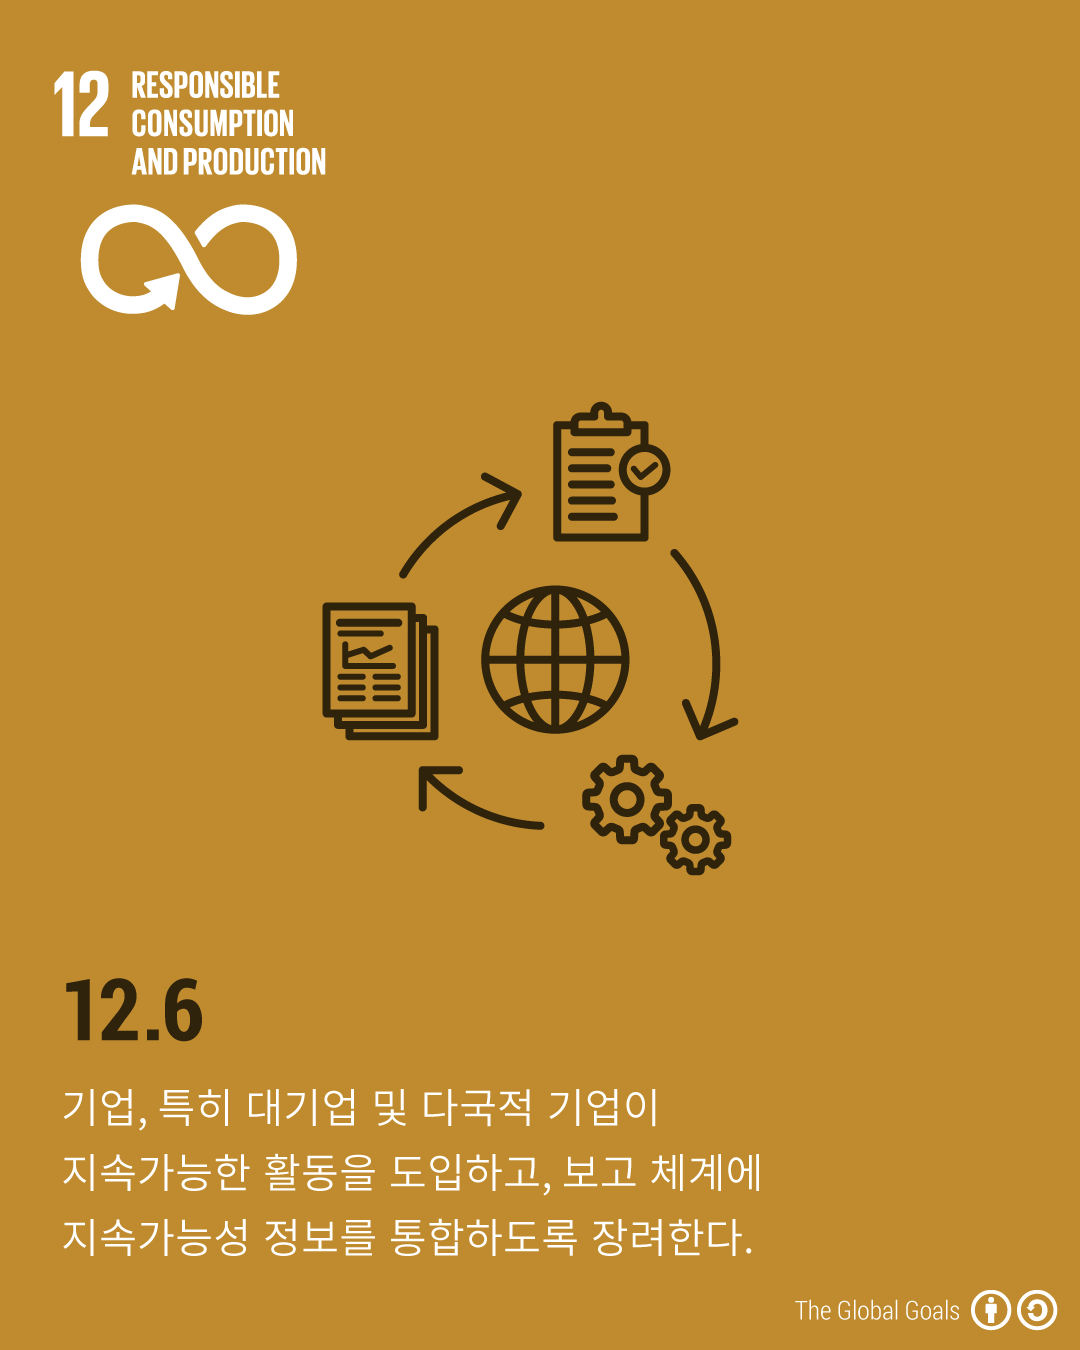 12
RESPONSIBLE
CONSUMPTION
AND PRODUCTION
12.6
기업, 특히 대기업 및 다국적 기업이
지속가능한 활동을 도입하고, 보고 체계에
지속가능성 정보를 통합하도록 장려한다.
The Global Goals